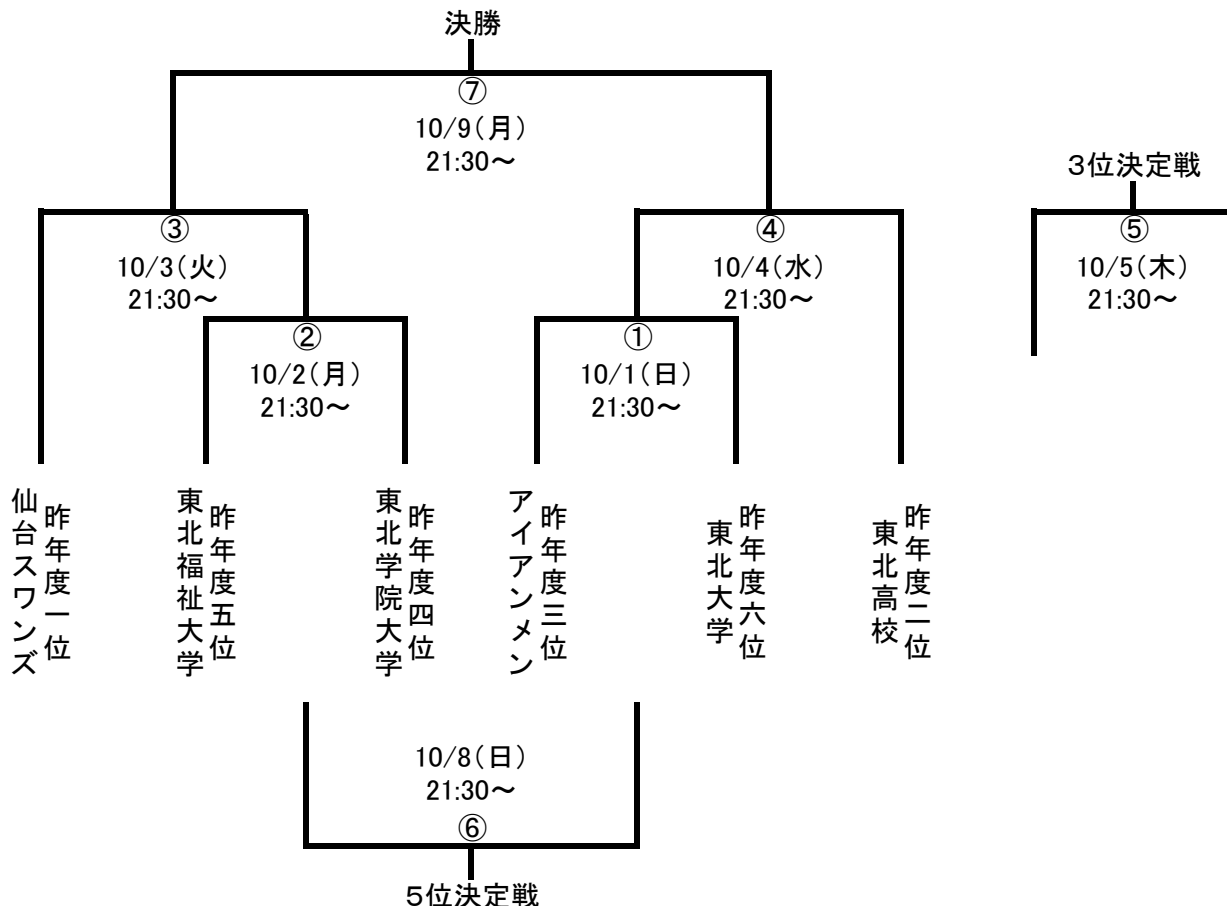 決勝
⑦
10/9(月)
21:30～
3位決定戦
③
10/3(火)
21:30～
④
10/4(水)
21:30～
⑤
10/5(木)
21:30～
②
10/2(月)
21:30～
①
10/1(日)
21:30～
昨年度一位
仙台スワンズ
昨年度五位
東北福祉大学
昨年度四位
東北学院大学
昨年度三位
アイアンメン
昨年度六位
東北大学
昨年度二位
東北高校
10/8(日)
21:30～
⑥
5位決定戦